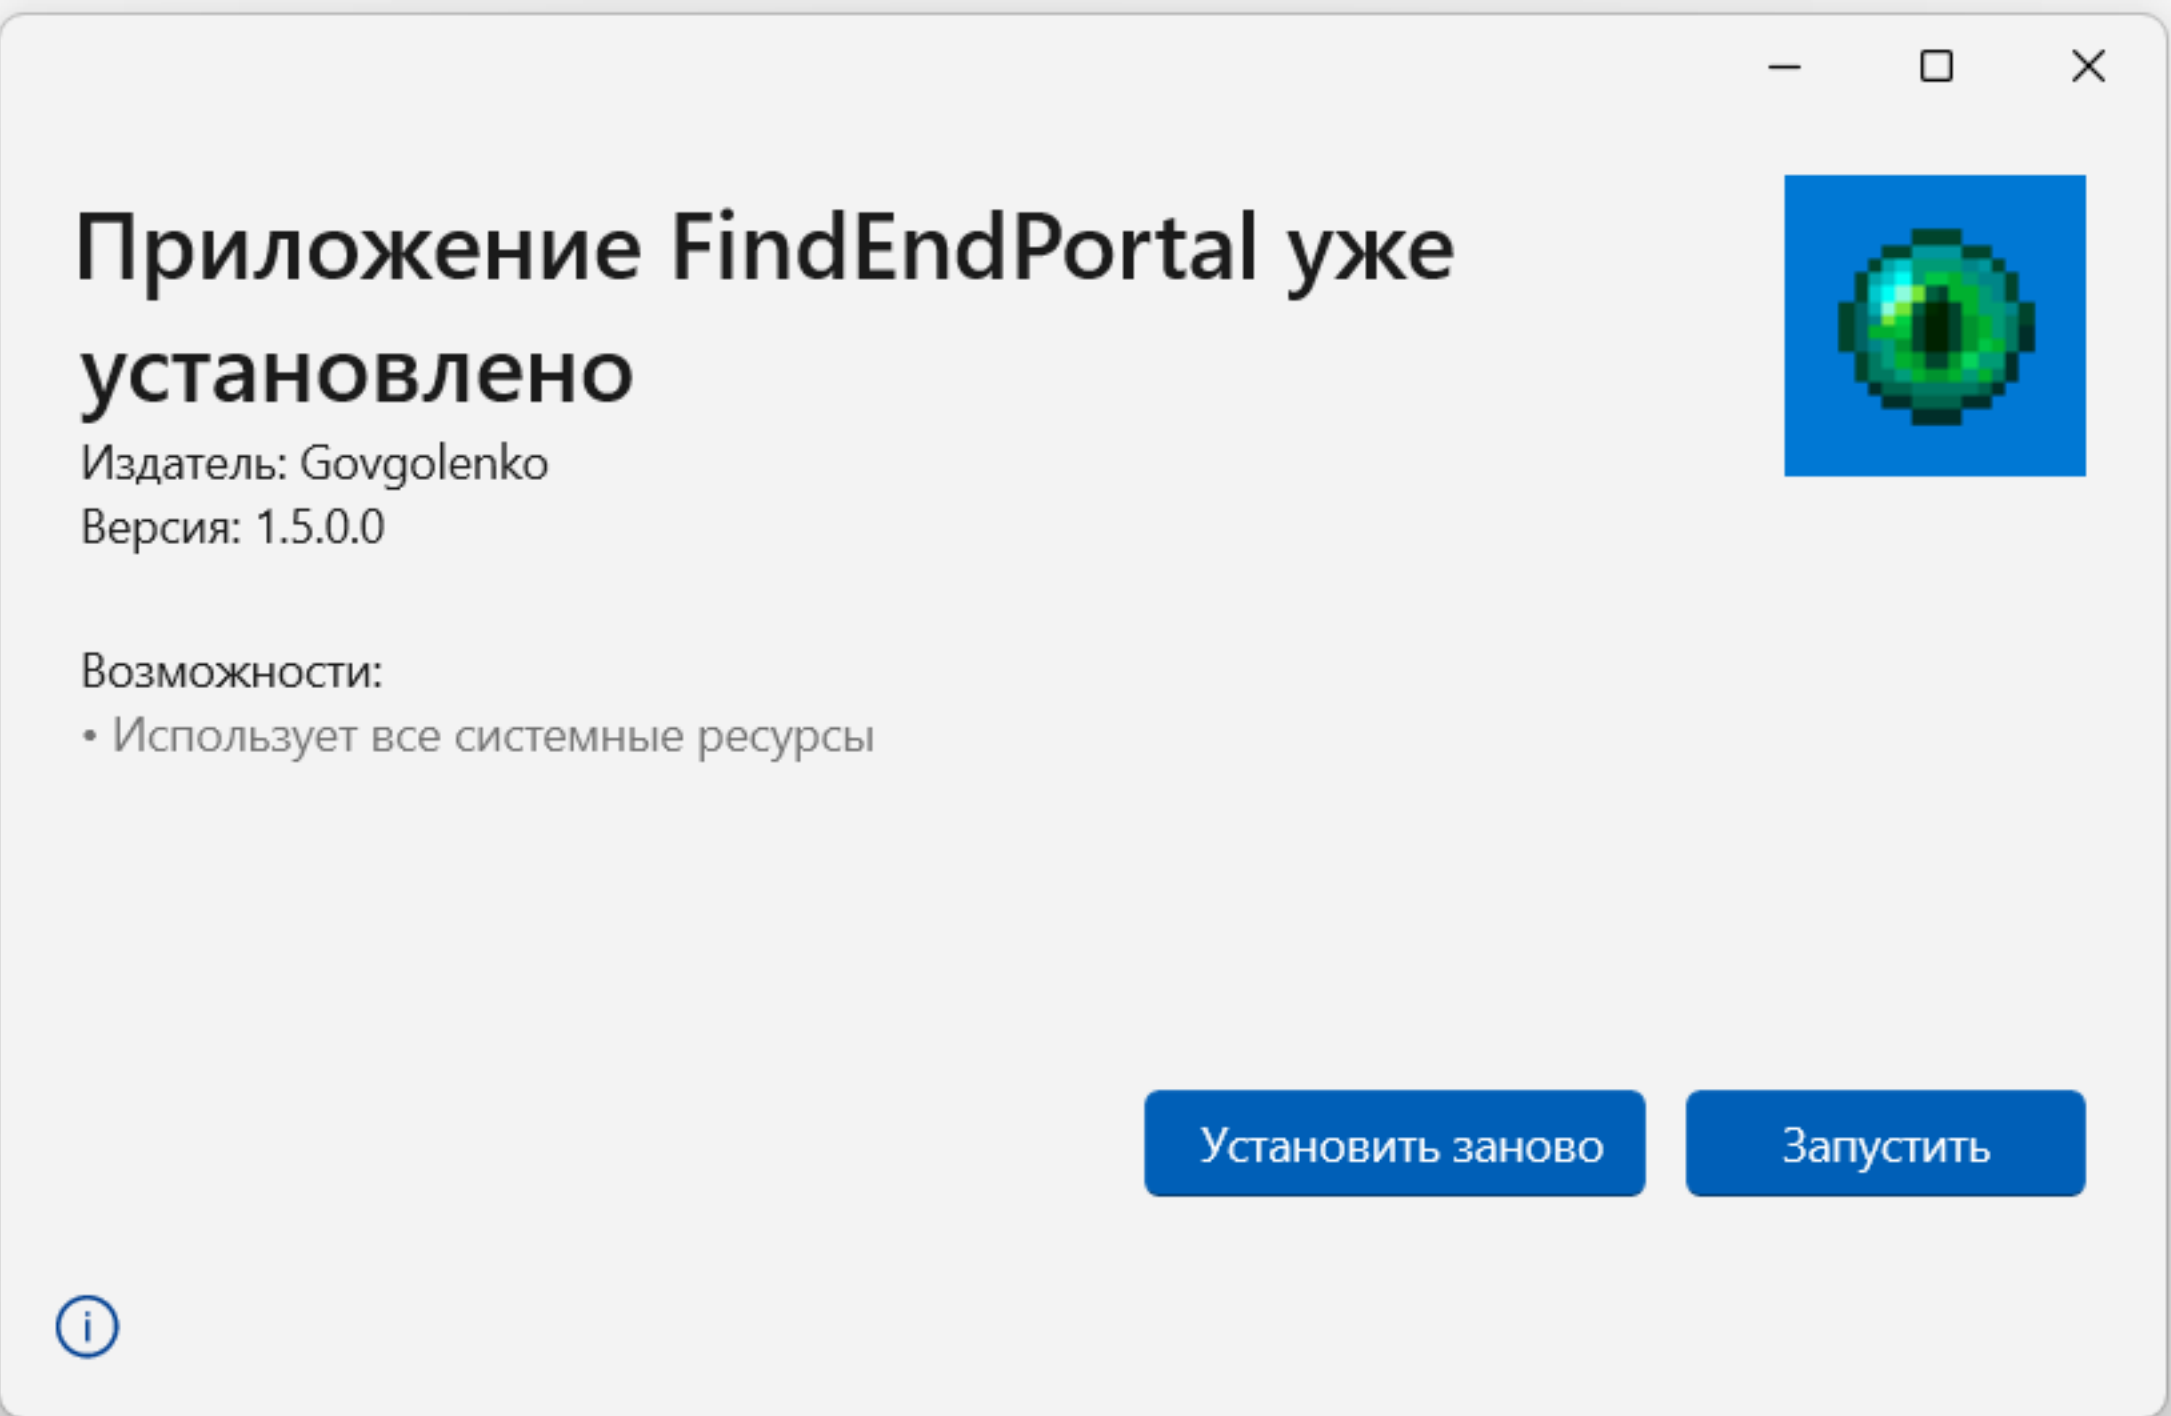 Приложение FindEndPortal уже
установлено
Издатель: Govgolenko
Версия: 1.5.0.0
Возможности:
• Использует все системные ресурсы
Установить заново
Запустить